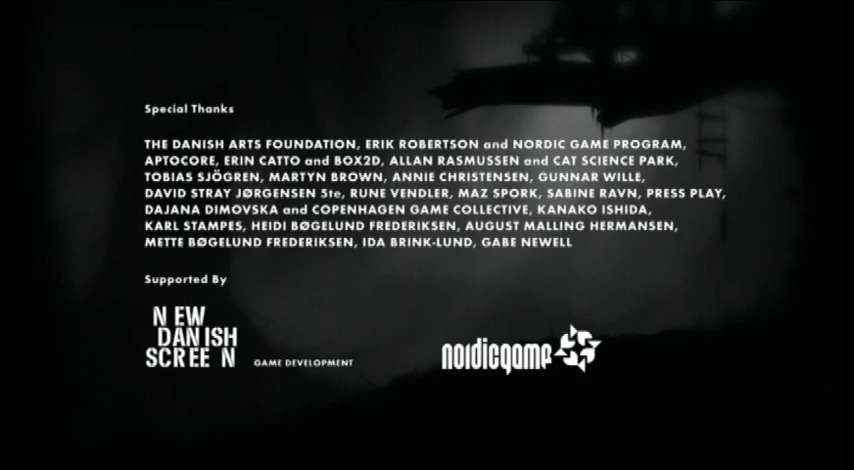 Special Thanks
THE DANISH ARTS FOUNDATION, ERIK ROBERTSON and NORDIC GAME PROGRAM,
APTOCORE, ERIN CATTO and BOX2D, ALLAN RASMUSSEN and CAT SCIENCE PARK,
TOBIAS SJÖGREN, MARTYN BROWN, ANNIE CHRISTENSEN, GUNNAR WILLE,
DAVID STRAY JØRGENSEN 5te, RUNE VENDLER, MAZ SPORK, SABINE RAVN, PRESS PLAY,
DAJANA DIMOVSKA and COPENHAGEN GAME COLLECTIVE, KANAKO ISHIDA,
KARL STAMPES, HEIDI BØGELUND FREDERIKSEN, AUGUST MALLING HERMANSEN,
METTE BØGELUND FREDERIKSEN, IDA BRINK-LUND, GABE NEWELL
Supported By
NEW
DANISH
SCREEN
GAME DEVELOPMENT
nordicgame